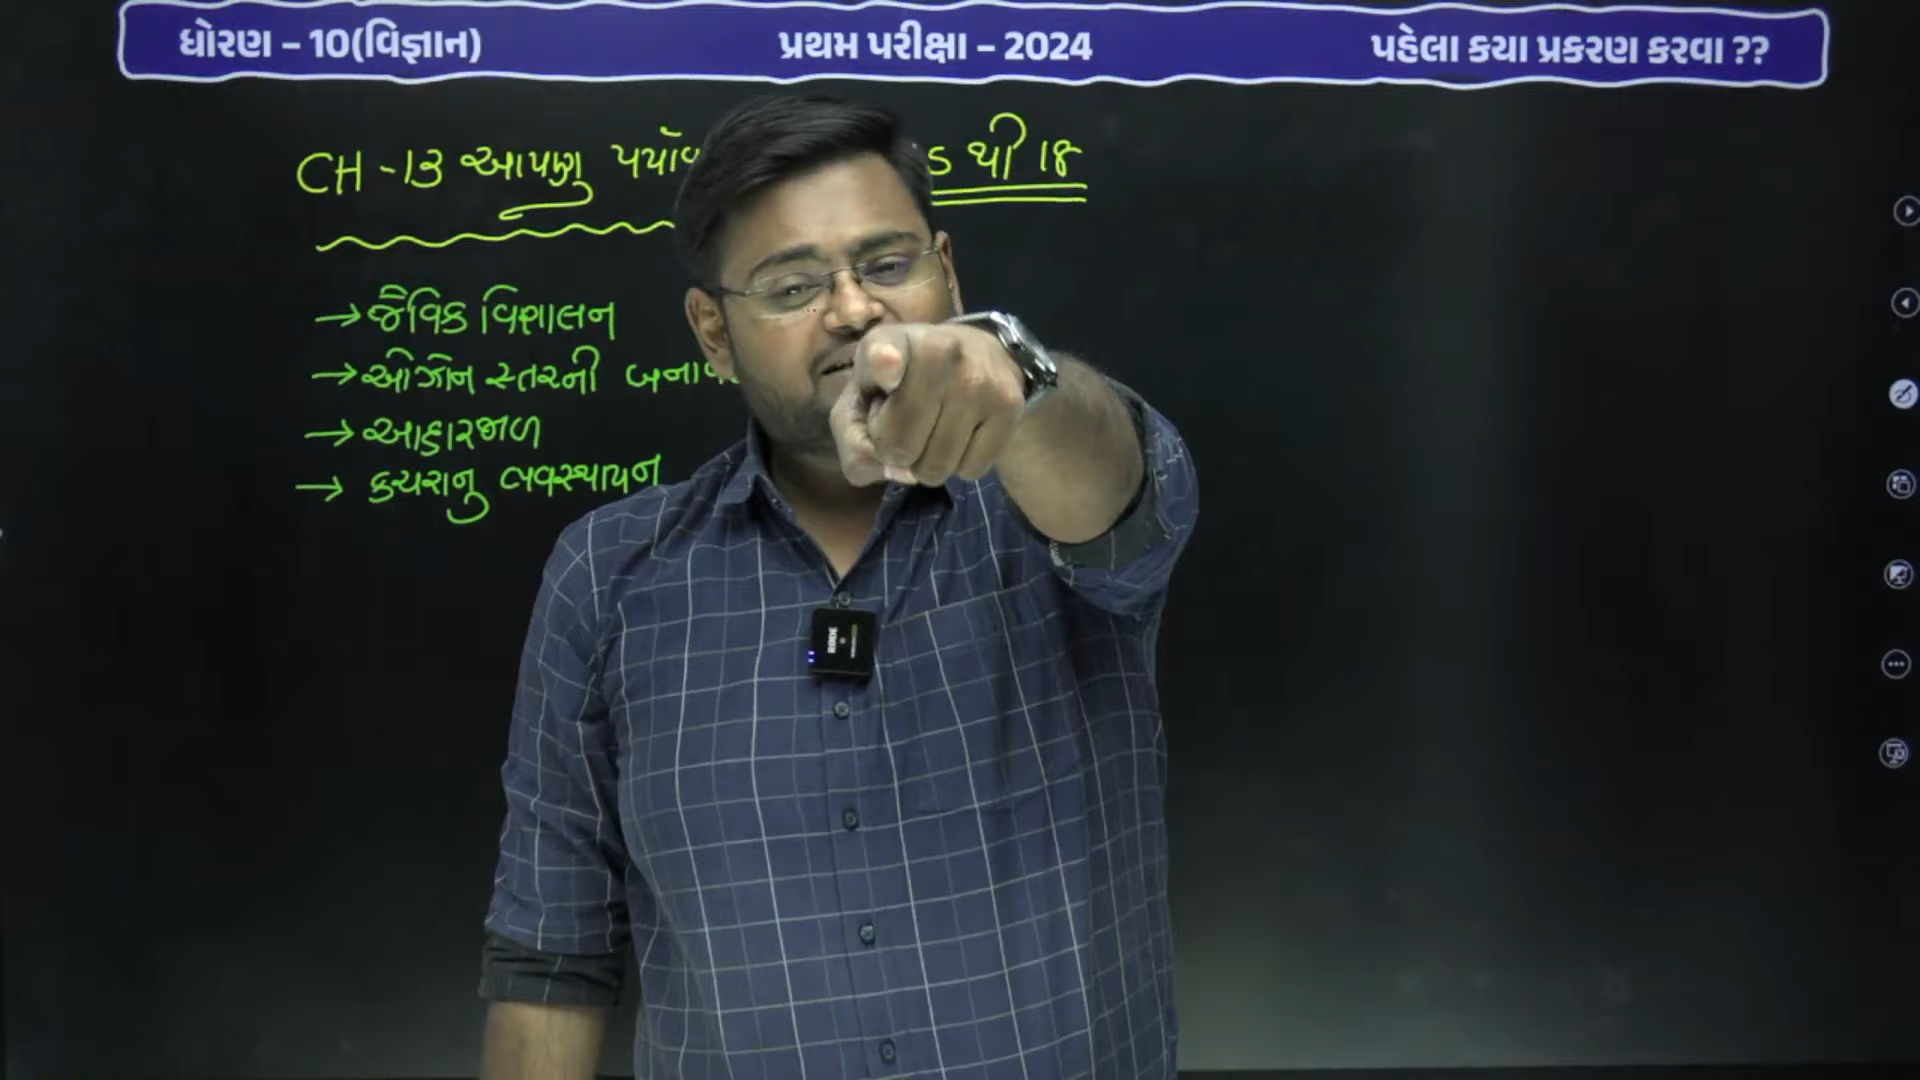 ધોરણ – 10(વિજ્ઞાન) પ્રથમ પરીક્ષા – 2024 પહેલા કયા પ્રકરણ કરવા ??
CH -13 આપણુ થી 18
→ જૈવિક વિશાલન
→ ઓઝોન સ્તરની
→ આહારજાળ
→ કચરાનુ વ્યવસ્થાપન
RODE